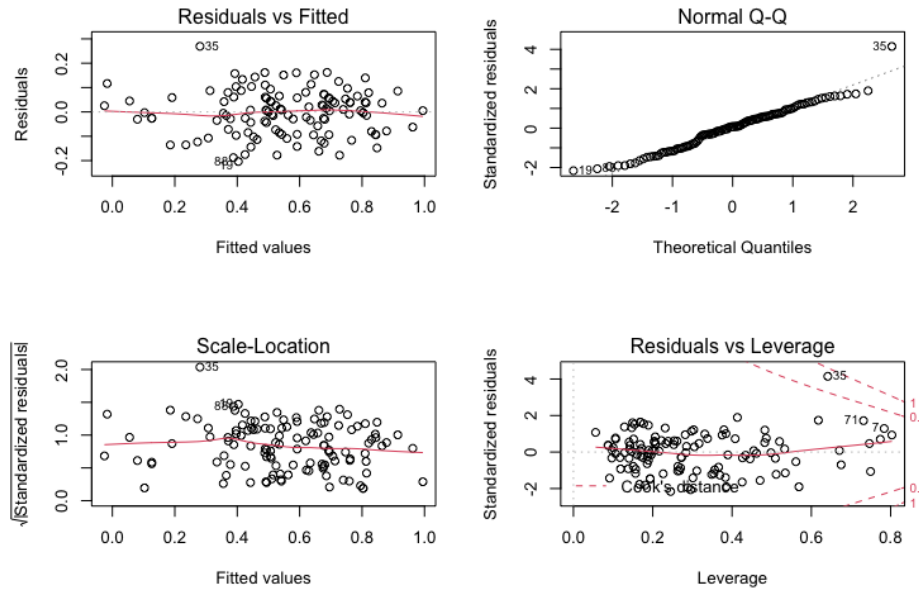 Residuals vs Fitted
Residuals
0.2
0.0
-0.2
35
19
0.0 0.2 0.4 0.6 0.8 1.0
Fitted values
Normal Q-Q
Standardized residuals
4
2
0
-2
35
19
-2 -1 0 1 2
Theoretical Quantiles
Scale-Location
√|Standardized residuals|
2.0
1.0
0.0
35
19
0.0 0.2 0.4 0.6 0.8 1.0
Fitted values
Residuals vs Leverage
Standardized residuals
4
2
0
-2
35
71
7
1
0.
0.
1
Cook's distance
0.0 0.2 0.4 0.6 0.8
Leverage